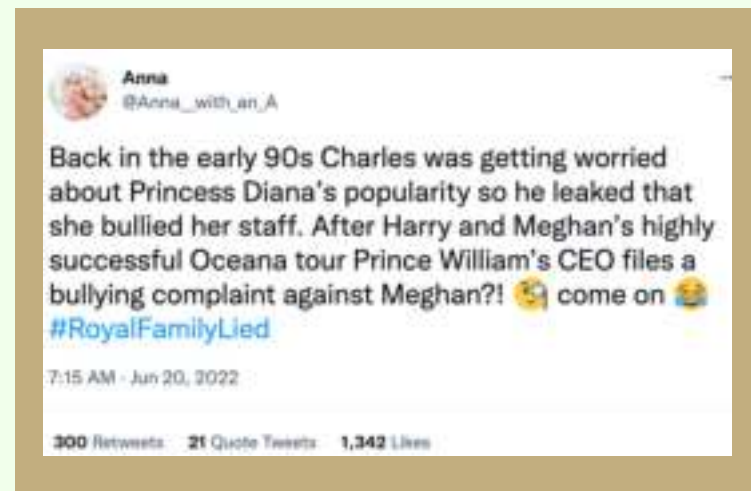 Anna
@Anna__with_an_A
Back in the early 90s Charles was getting worried
about Princess Diana's popularity so he leaked that
she bullied her staff. After Harry and Meghan's highly
successful Oceana tour Prince William's CEO files a
bullying complaint against Meghan?! 🧐 come on 😂
#RoyalFamilyLied
7:15 AM · Jun 20, 2022
300 Retweets 21 Quote Tweets 1,342 Likes